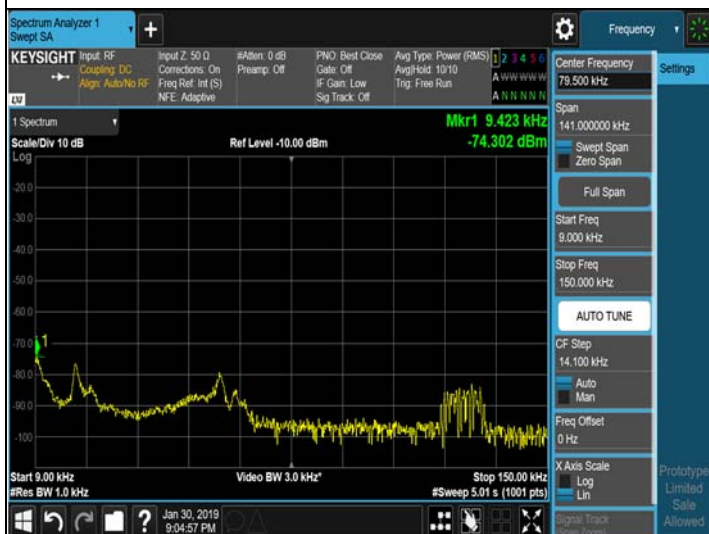 Spectrum Analyzer 1
Swept SA
+
Frequency
KEYSIGHT
Input: RF
Coupling: DC
Align: Auto/No RF
Input Z: 50 Ω
Corrections: On
Freq Ref: Int (S)
NFE: Adaptive
#Atten: 0 dB
Preamp: Off
PNO: Best Close
Gate: Off
IF Gain: Low
Sig Track: Off
Avg Type: Power (RMS)
Avg|Hold: 10/10
Trig: Free Run
1 2 3 4 5 6
A W W W W W
A N N N N N
LXI
1 Spectrum
Scale/Div 10 dB
Log
Ref Level -10.00 dBm
Mkr1 9.423 kHz
-74.302 dBm
-20.0
-30.0
-40.0
-50.0
-60.0
-70.0
-80.0
-90.0
-100
1
Start 9.00 kHz
#Res BW 1.0 kHz
Video BW 3.0 kHz*
Stop 150.00 kHz
#Sweep 5.01 s (1001 pts)
Center Frequency
79.500 kHz
Span
141.000000 kHz
Swept Span
Zero Span
Full Span
Start Freq
9.000 kHz
Stop Freq
150.000 kHz
AUTO TUNE
CF Step
14.100 kHz
Auto
Man
Freq Offset
0 Hz
X Axis Scale
Log
Lin
Signal Track
(Span Zoom)
Settings
Prototype
Limited
Sale
Allowed
?
Jan 30, 2019
9:04:57 PM